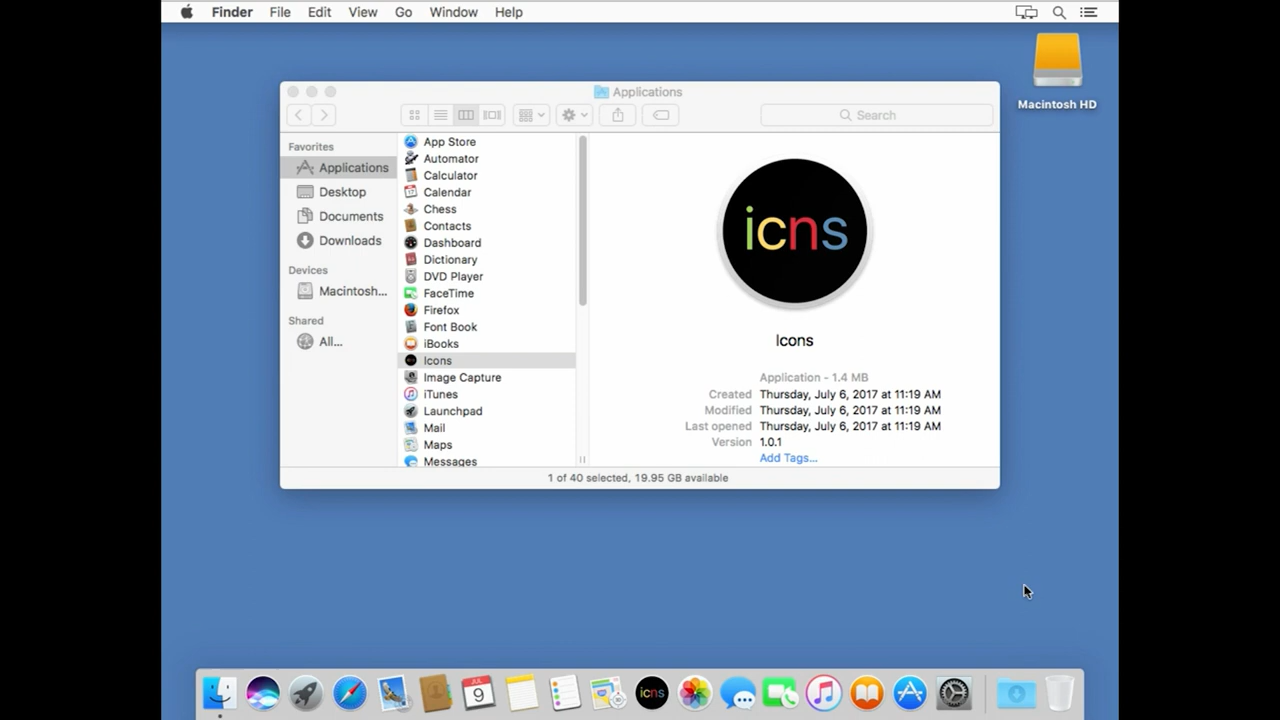 Finder File Edit View Go Window Help
Macintosh HD
Applications
Search
Favorites
Applications
Desktop
Documents
Downloads
Devices
Macintosh...
Shared
All...
App Store
Automator
Calculator
Calendar
Chess
Contacts
Dashboard
Dictionary
DVD Player
FaceTime
Firefox
Font Book
iBooks
Icons
Image Capture
iTunes
Launchpad
Mail
Maps
Messages
icns
Icons
Application - 1.4 MB
Created Thursday, July 6, 2017 at 11:19 AM
Modified Thursday, July 6, 2017 at 11:19 AM
Last opened Thursday, July 6, 2017 at 11:19 AM
Version 1.0.1
Add Tags...
1 of 40 selected, 19.95 GB available
JUL
9
icns